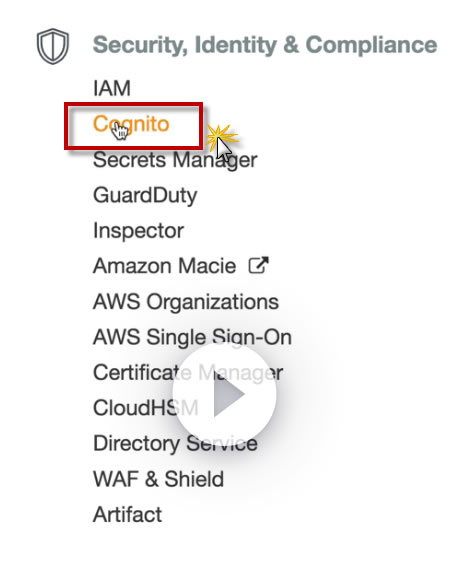 Security, Identity & Compliance
IAM
Cognito
Secrets Manager
GuardDuty
Inspector
Amazon Macie
AWS Organizations
AWS Single Sign-On
Certificate Manager
CloudHSM
Directory Service
WAF & Shield
Artifact